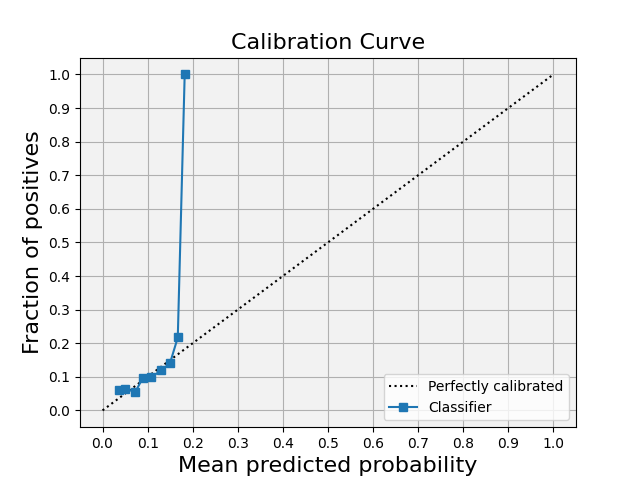 Calibration Curve
Fraction of positives
1.0
0.9
0.8
0.7
0.6
0.5
0.4
0.3
0.2
0.1
0.0
Perfectly calibrated
Classifier
0.0 0.1 0.2 0.3 0.4 0.5 0.6 0.7 0.8 0.9 1.0
Mean predicted probability